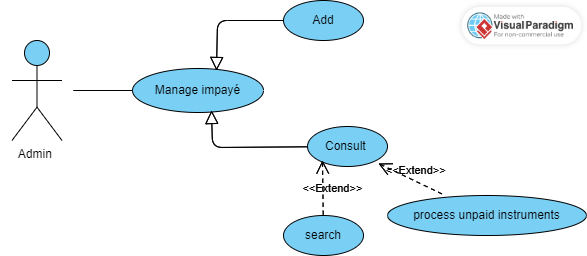 Add
Made with
Visual Paradigm
For non-commercial use
Manage impayé
Admin
Consult
<<Extend>>
<<Extend>>
process unpaid instruments
search